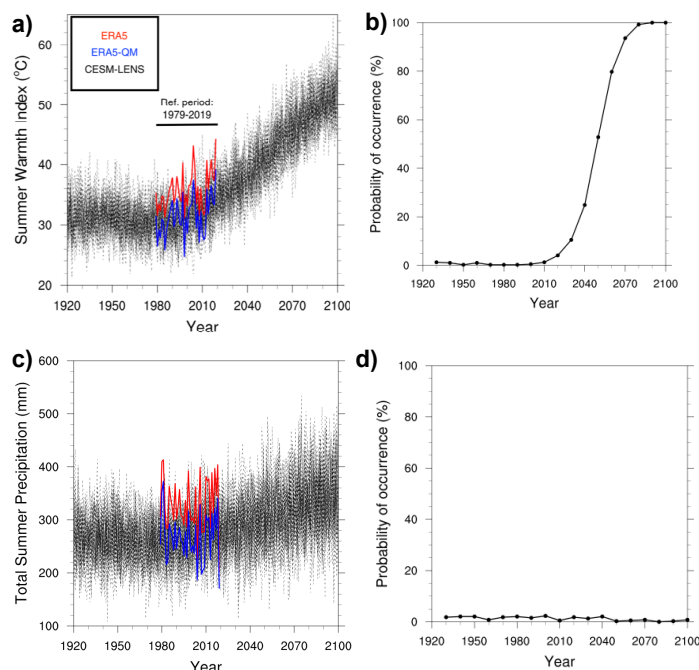 a)
ERA5
ERA5-QM
CESM-LENS
Ref. period:
1979-2019
Summer Warmth Index (°C)
60
50
40
30
20
1920 1950 1980 2010 2040 2070 2100
Year
b)
Probability of occurrence (%)
100
80
60
40
20
0
1920 1950 1980 2010 2040 2070 2100
Year
c)
Total Summer Precipitation (mm)
600
500
400
300
200
100
1920 1950 1980 2010 2040 2070 2100
Year
d)
Probability of occurrence (%)
100
80
60
40
20
0
1920 1950 1980 2010 2040 2070 2100
Year